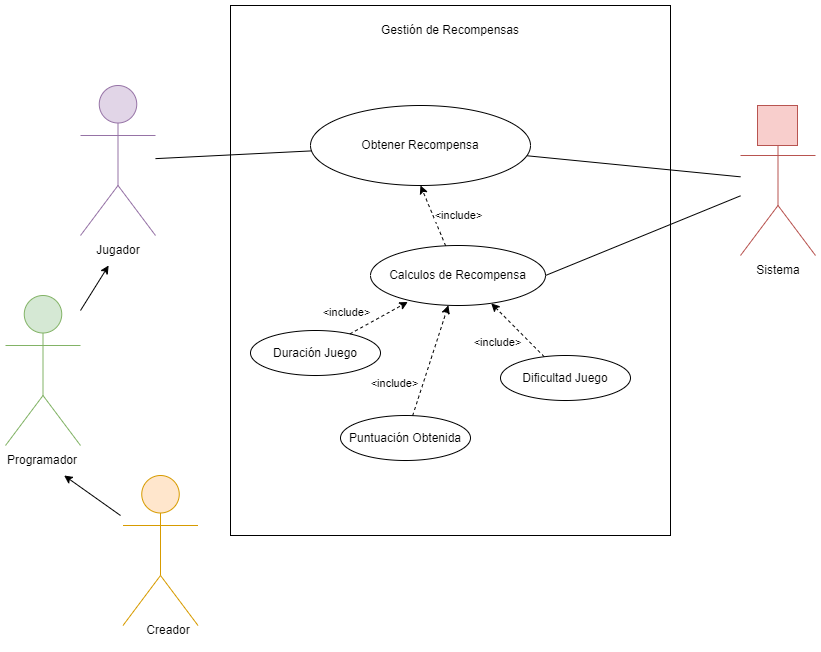 Gestión de Recompensas
Obtener Recompensa
<include>
Jugador
Calculos de Recompensa
Sistema
<include>
<include>
Duración Juego
<include>
Dificultad Juego
Puntuación Obtenida
Programador
Creador